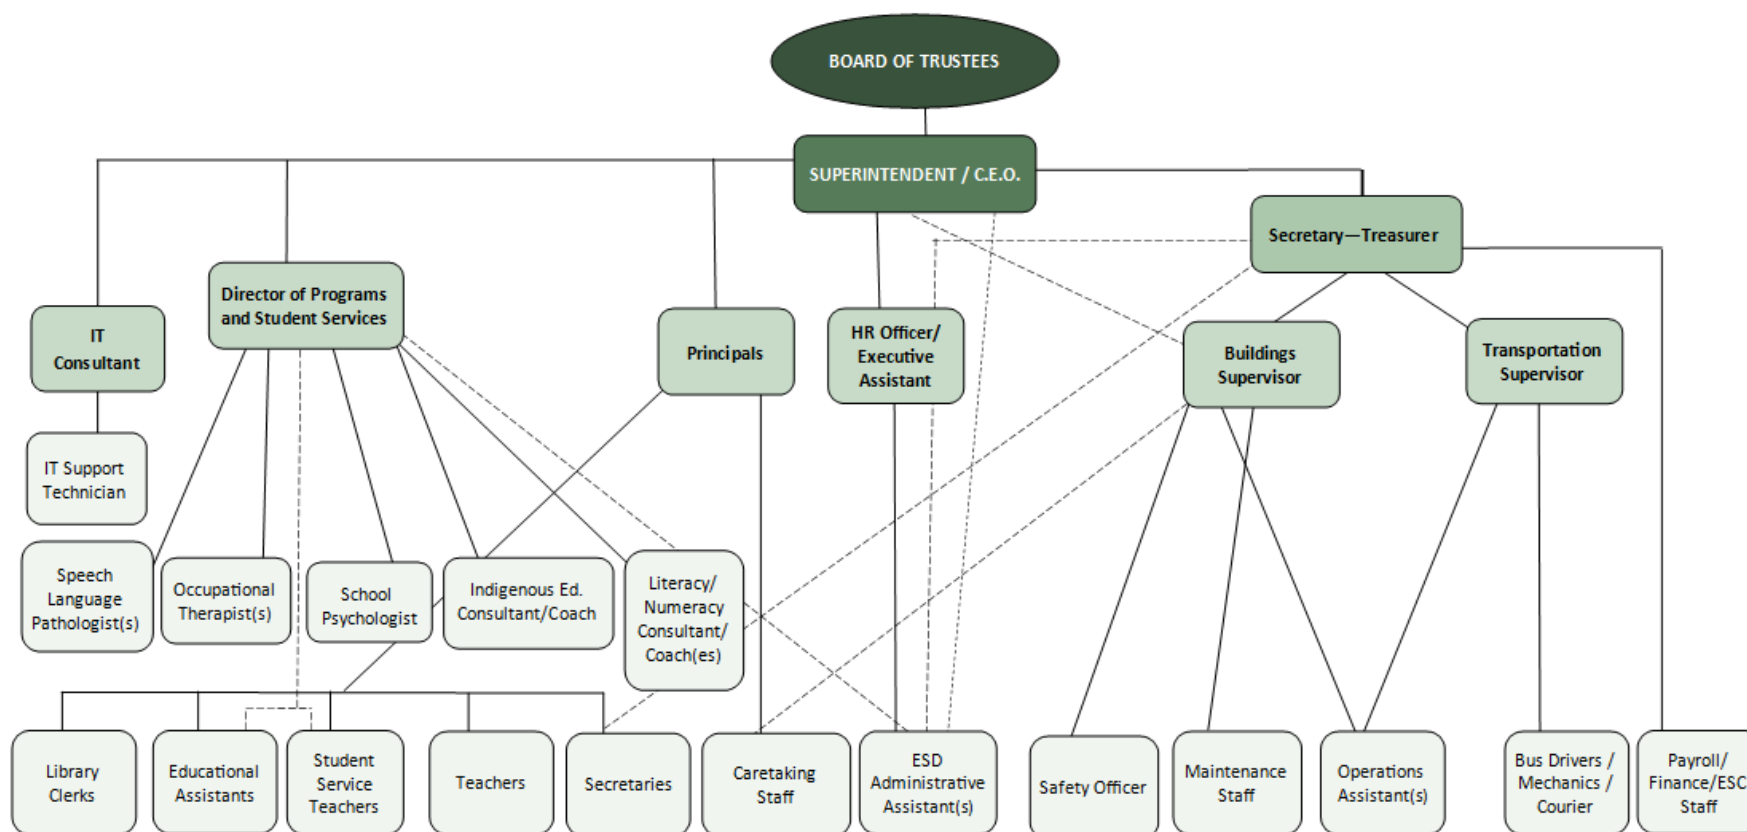 BOARD OF TRUSTEES
SUPERINTENDENT / C.E.O.
Secretary—Treasurer
Director of Programs
and Student Services
IT
Consultant
Principals
HR Officer/
Executive
Assistant
Buildings
Supervisor
Transportation
Supervisor
IT Support
Technician
Speech
Language
Pathologist(s)
Occupational
Therapist(s)
School
Psychologist
Indigenous Ed.
Consultant/Coach
Literacy/
Numeracy
Consultant/
Coach(es)
Library
Clerks
Educational
Assistants
Student
Service
Teachers
Teachers
Secretaries
Caretaking
Staff
ESD
Administrative
Assistant(s)
Safety Officer
Maintenance
Staff
Operations
Assistant(s)
Bus Drivers /
Mechanics /
Courier
Payroll/
Finance/ESC
Staff